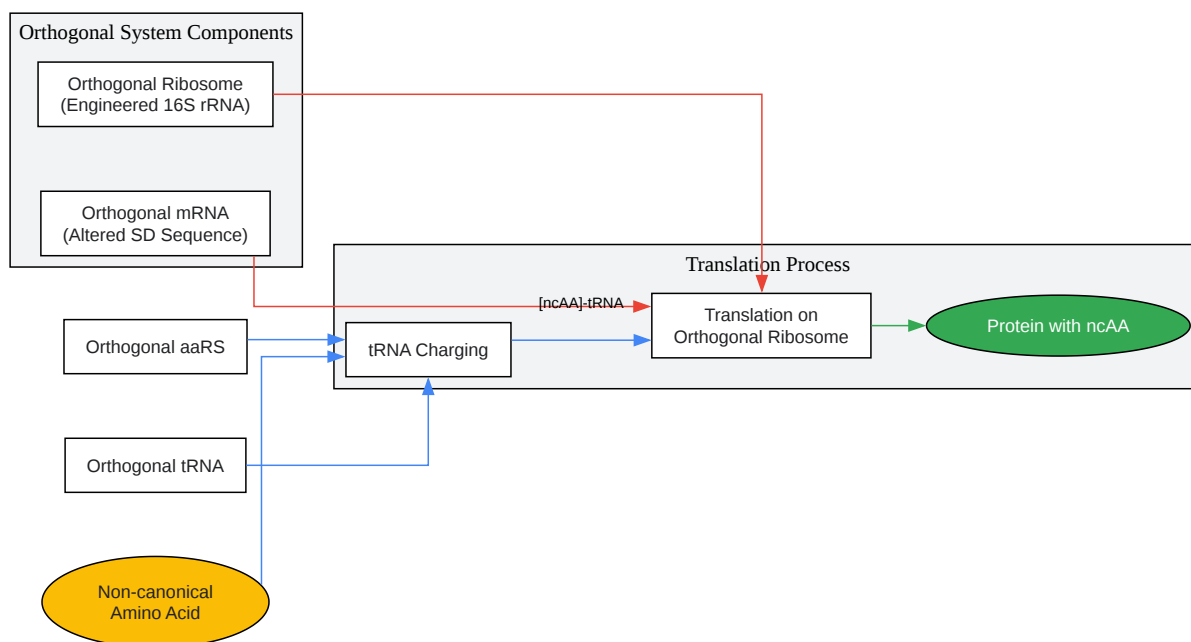 Orthogonal System Components
Orthogonal Ribosome
(Engineered 16S rRNA)
Orthogonal mRNA
(Altered SD Sequence)
Translation Process
[ncAA]-tRNA
Translation on
Orthogonal Ribosome
Protein with ncAA
Orthogonal aaRS
tRNA Charging
Orthogonal tRNA
Non-canonical
Amino Acid